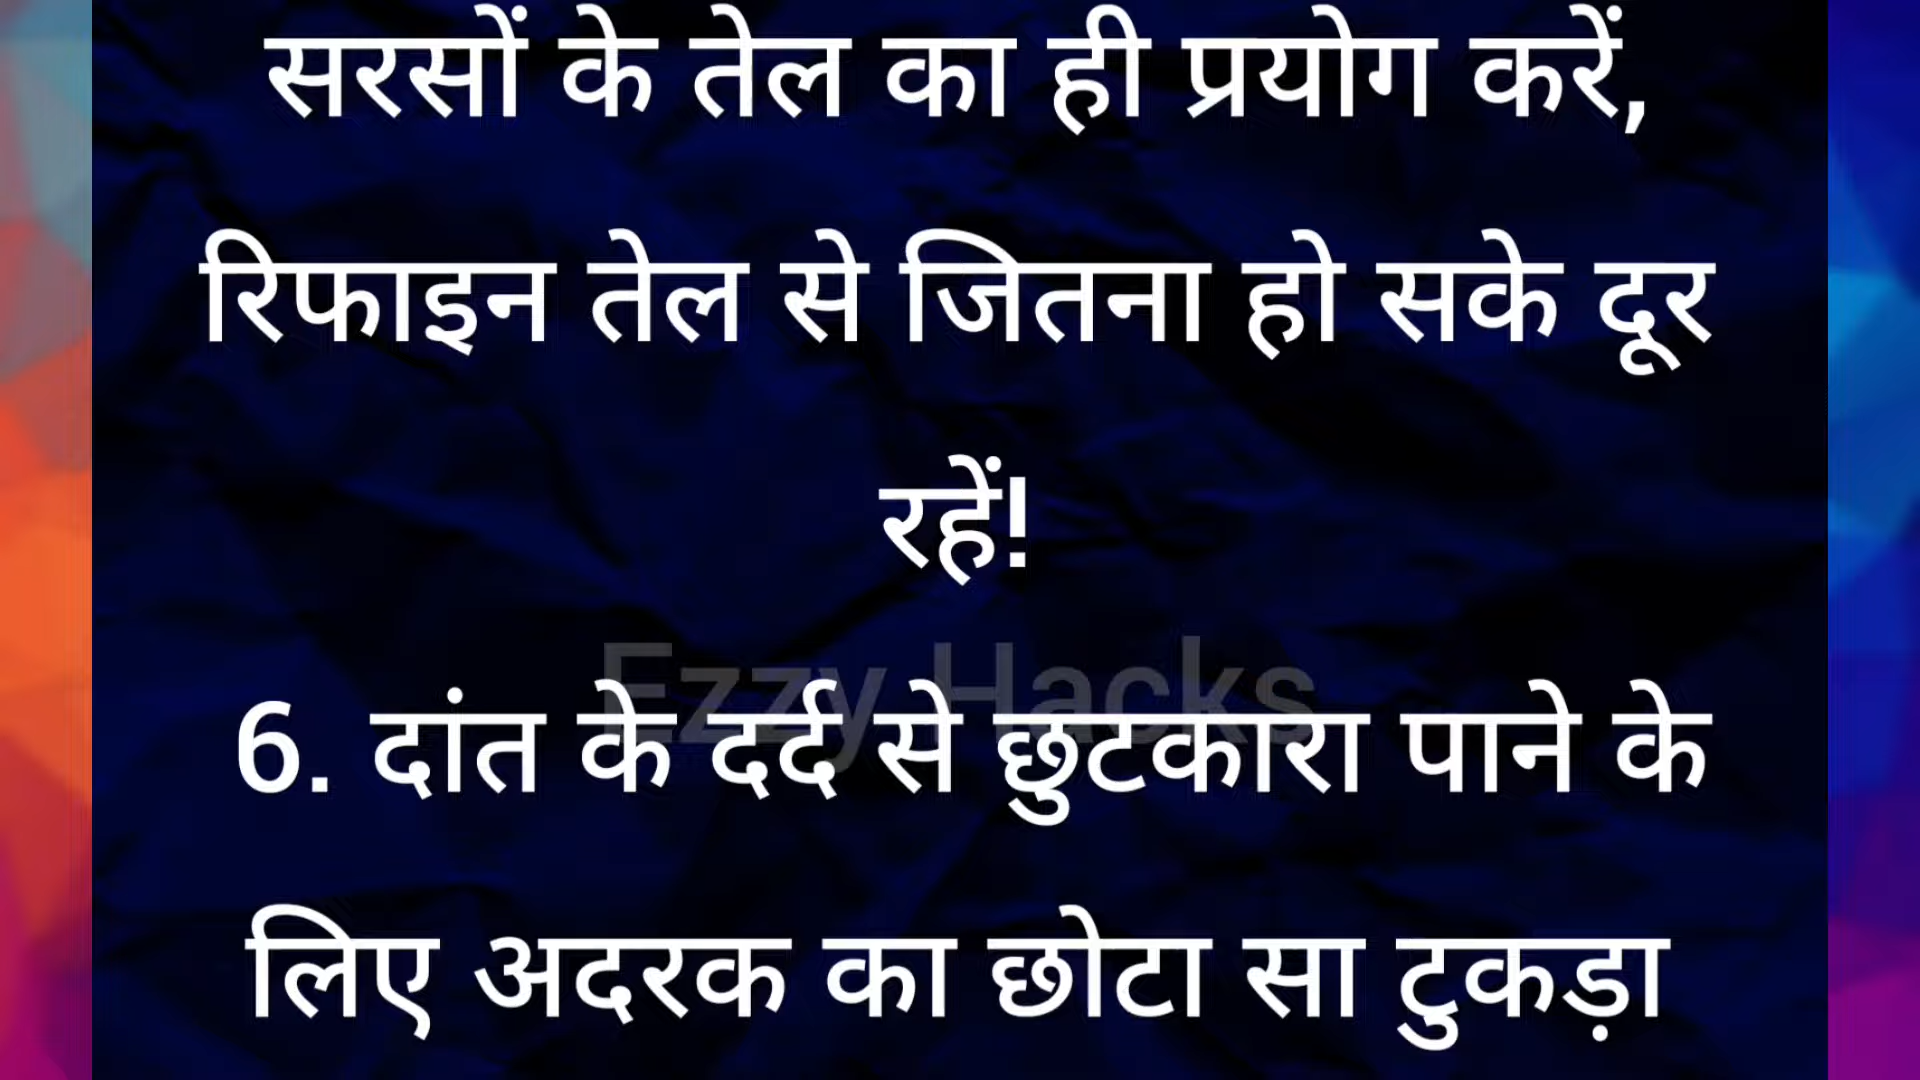 सरसों के तेल का ही प्रयोग करें,
रिफाइन तेल से जितना हो सके दूर
रहें!
Ezzy Hacks
6. दांत के दर्द से छुटकारा पाने के
लिए अदरक का छोटा सा टुकड़ा